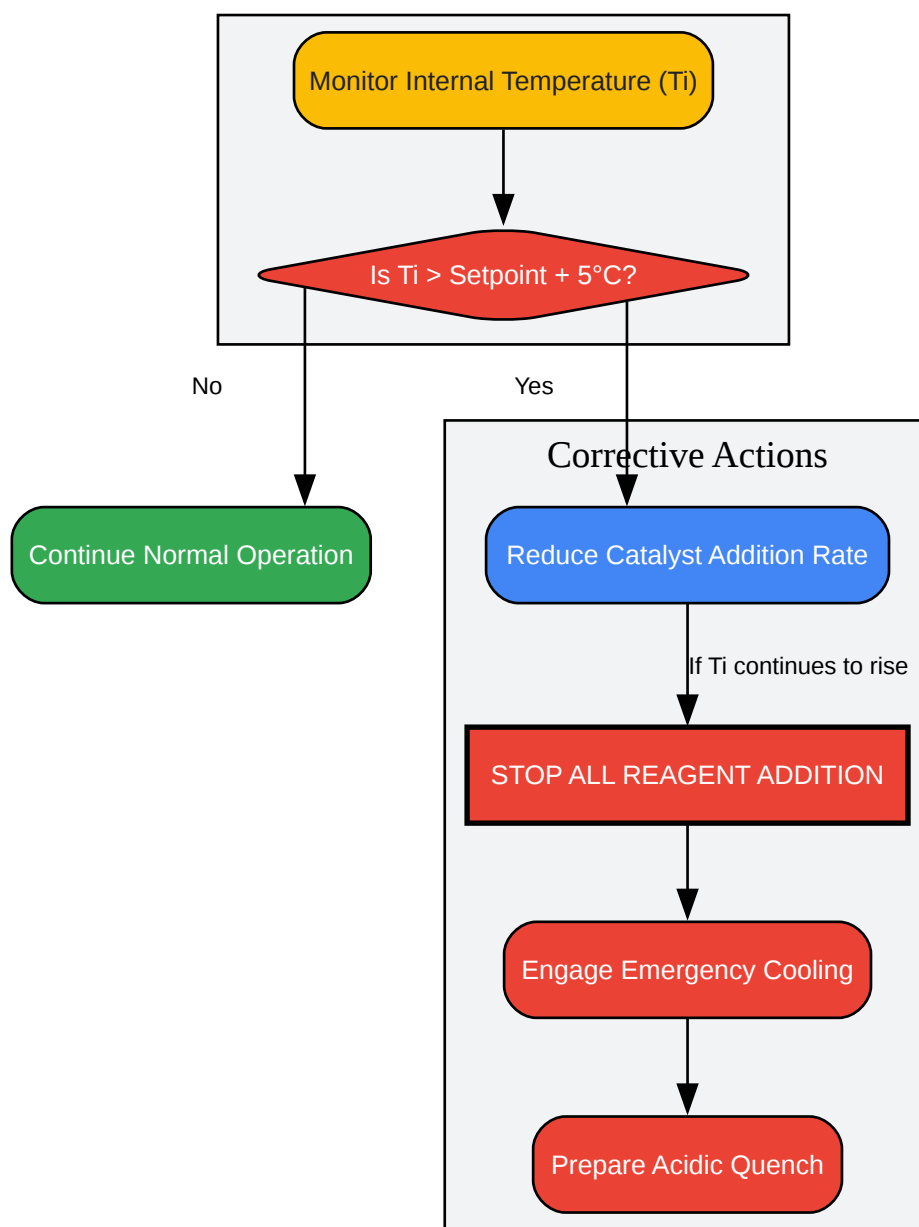 Monitor Internal Temperature (Ti)
Is Ti > Setpoint + 5°C?
No
Yes
Corrective Actions
Continue Normal Operation
Reduce Catalyst Addition Rate
If Ti continues to rise
STOP ALL REAGENT ADDITION
Engage Emergency Cooling
Prepare Acidic Quench